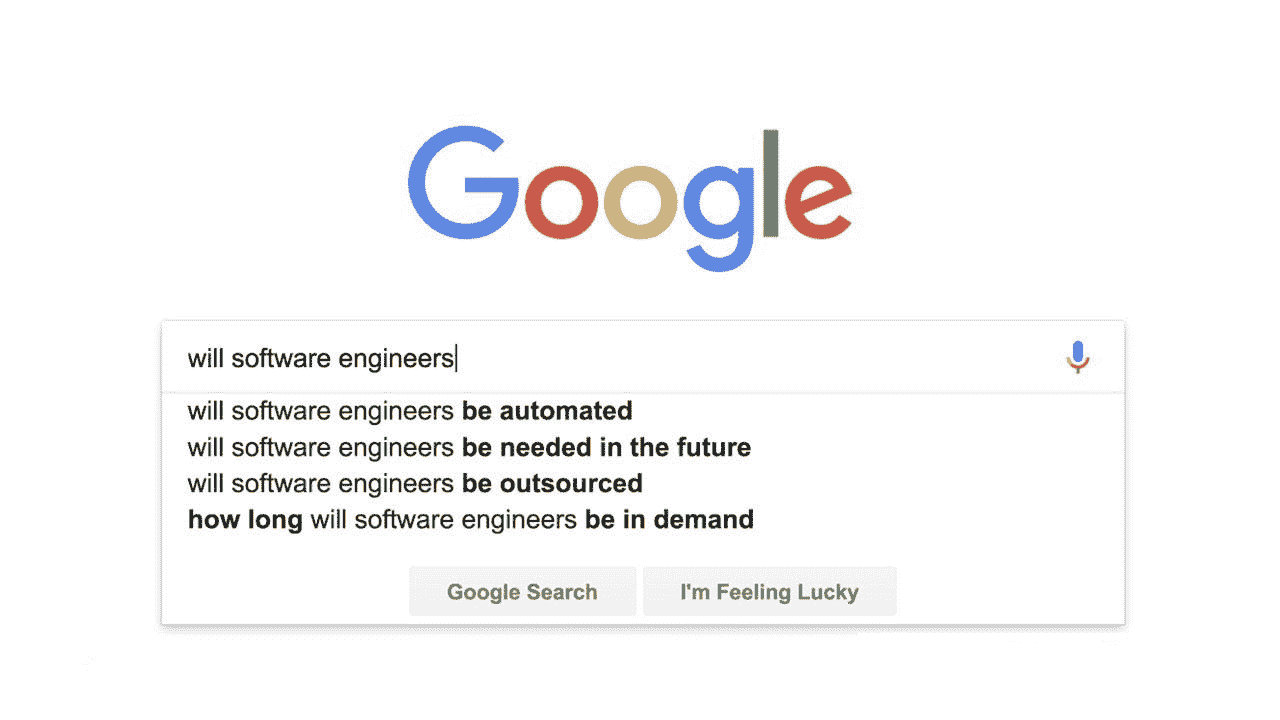 Google
will software engineers
will software engineers be automated
will software engineers be needed in the future
will software engineers be outsourced
how long will software engineers be in demand
Google Search I'm Feeling Lucky